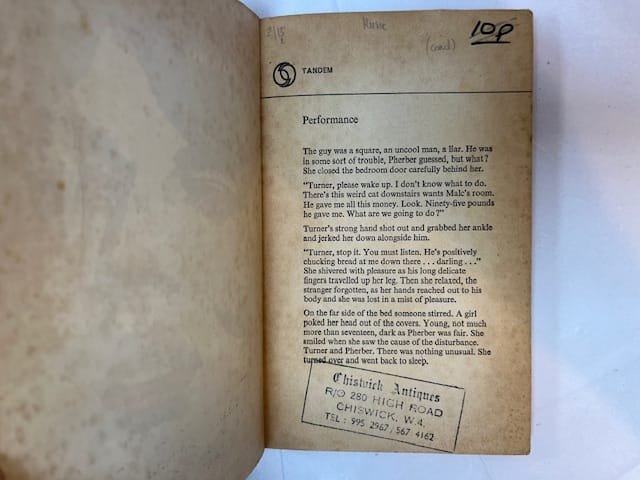 Music
(card)
10p
TANDEM
Performance
The guy was a square, an uncool man, a liar. He was
in some sort of trouble, Pherber guessed, but what?
She closed the bedroom door carefully behind her.
“Turner, please wake up. I don't know what to do.
There's this weird cat downstairs wants Malc's room.
He gave me all this money. Look. Ninety-five pounds
he gave me. What are we going to do?”
Turner's strong hand shot out and grabbed her ankle
and jerked her down alongside him.
“Turner, stop it. You must listen. He's positively
chucking bread at me down there . . . darling . . .”
She shivered with pleasure as his long delicate
fingers travelled up her leg. Then she relaxed, the
stranger forgotten, as her hands reached out to his
body and she was lost in a mist of pleasure.
On the far side of the bed someone stirred. A girl
poked her head out of the covers. Young, not much
more than seventeen, dark as Pherber was fair. She
smiled when she saw the cause of the disturbance.
Turner and Pherber. There was nothing unusual. She
turned over and went back to sleep.
Chiswick Antiques
R/O 280 HIGH ROAD
CHISWICK, W.4.
TEL : 995 2967 / 567 4162